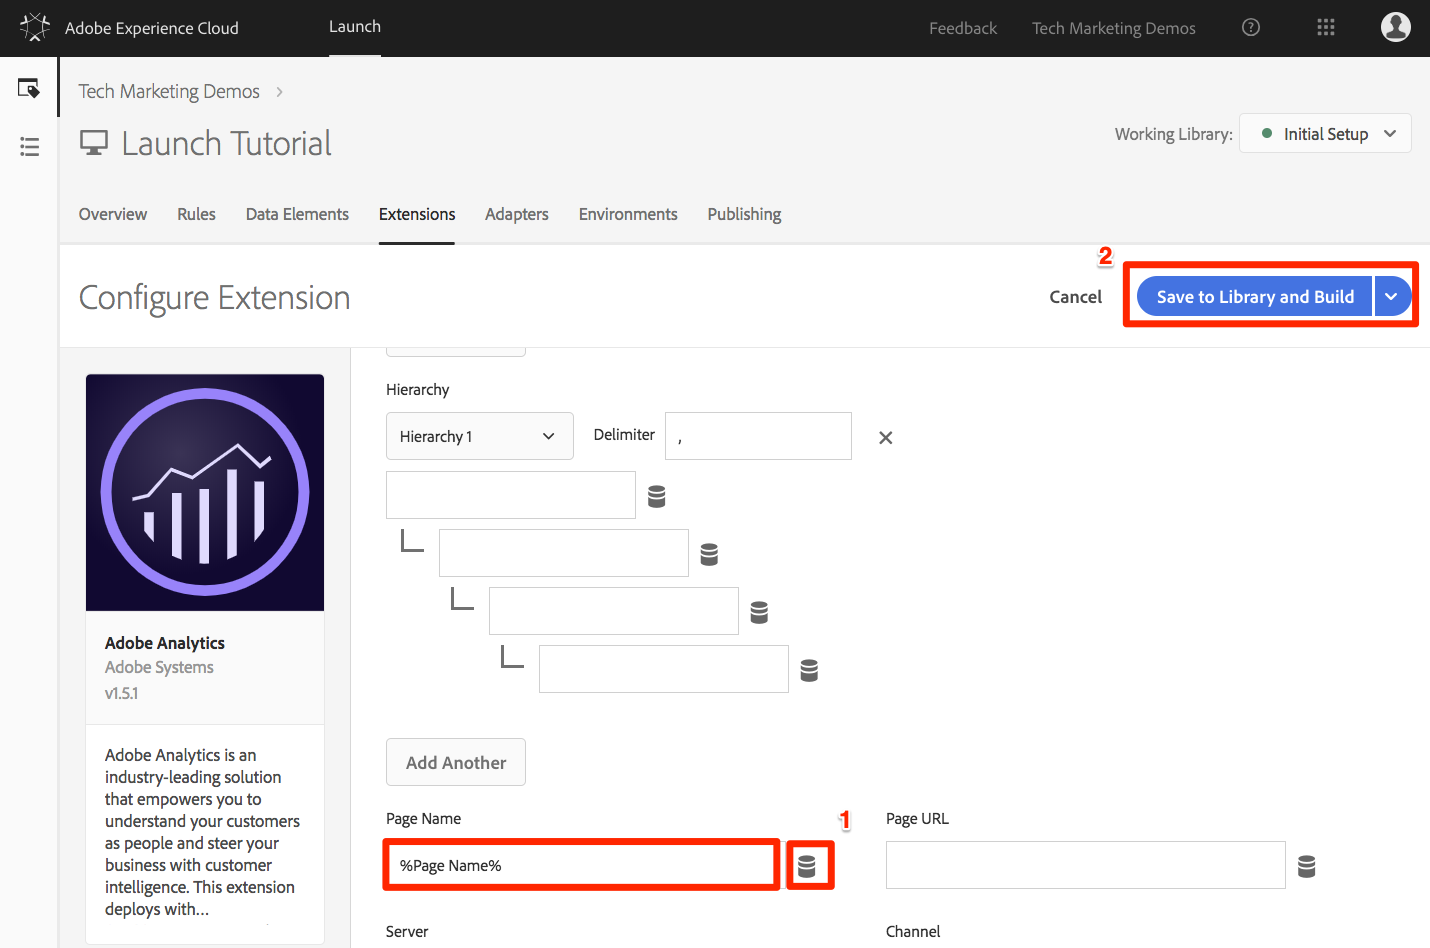 Adobe Experience Cloud
Launch
Feedback
Tech Marketing Demos
?
Tech Marketing Demos
Launch Tutorial
Working Library:
Initial Setup
Overview
Rules
Data Elements
Extensions
Adapters
Environments
Publishing
2
Configure Extension
Cancel
Save to Library and Build
Hierarchy
Hierarchy 1
Delimiter
,
Adobe Analytics
Adobe Systems
v1.5.1
Adobe Analytics is an
industry-leading solution
that empowers you to
understand your customers
as people and steer your
business with customer
intelligence. This extension
deploys with...
Add Another
Page Name
1
Page URL
%Page Name%
Server
Channel